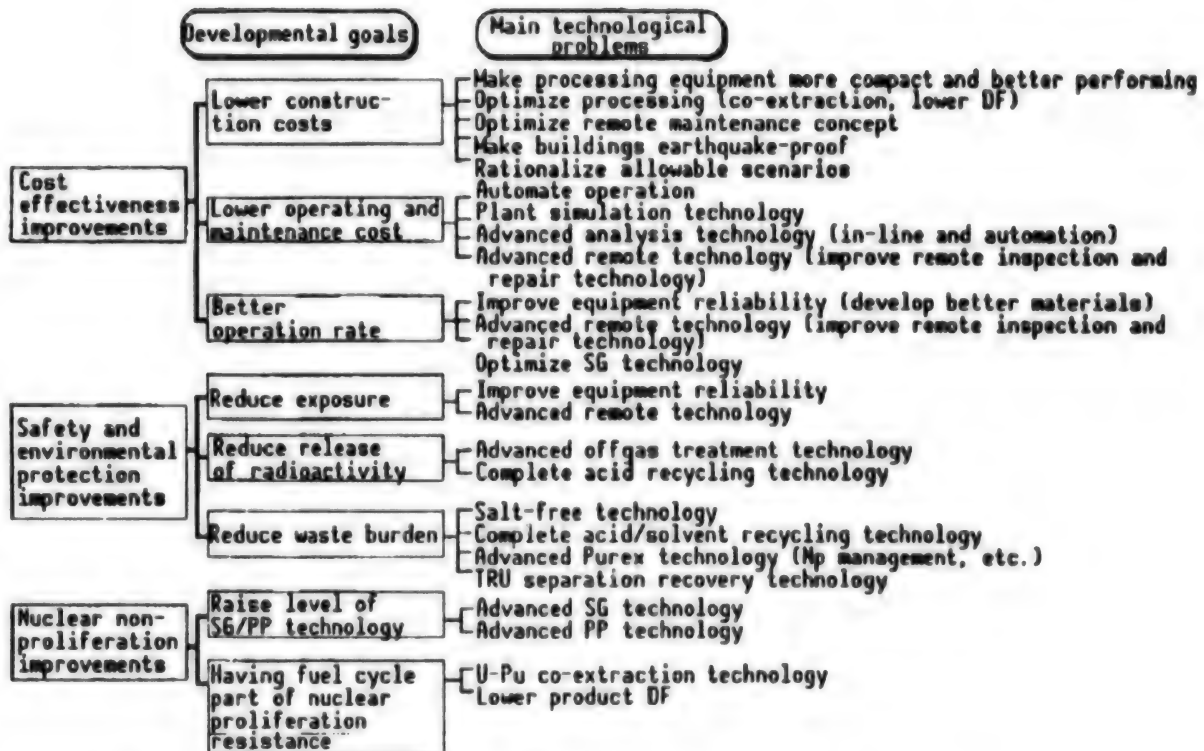 Developmental goals
Main technological
problems
Cost
effectiveness
improvements
Lower construc-
tion costs
Make processing equipment more compact and better performing
Optimize processing (co-extraction, lower DF)
Optimize remote maintenance concept
Make buildings earthquake-proof
Rationalize allowable scenarios
Lower operating and
maintenance cost
Automate operation
Plant simulation technology
Advanced analysis technology (in-line and automation)
Advanced remote technology (improve remote inspection and
repair technology)
Better
operation rate
Improve equipment reliability (develop better materials)
Advanced remote technology (improve remote inspection and
repair technology)
Optimize SG technology
Safety and
environmental
protection
improvements
Reduce exposure
Improve equipment reliability
Advanced remote technology
Reduce release
of radioactivity
Advanced offgas treatment technology
Complete acid recycling technology
Reduce waste burden
Salt-free technology
Complete acid/solvent recycling technology
Advanced Purex technology (Np management, etc.)
TRU separation recovery technology
Nuclear non-
proliferation
improvements
Raise level of
SG/PP technology
Advanced SG technology
Advanced PP technology
Having fuel cycle
part of nuclear
proliferation
resistance
U-Pu co-extraction technology
Lower product DF